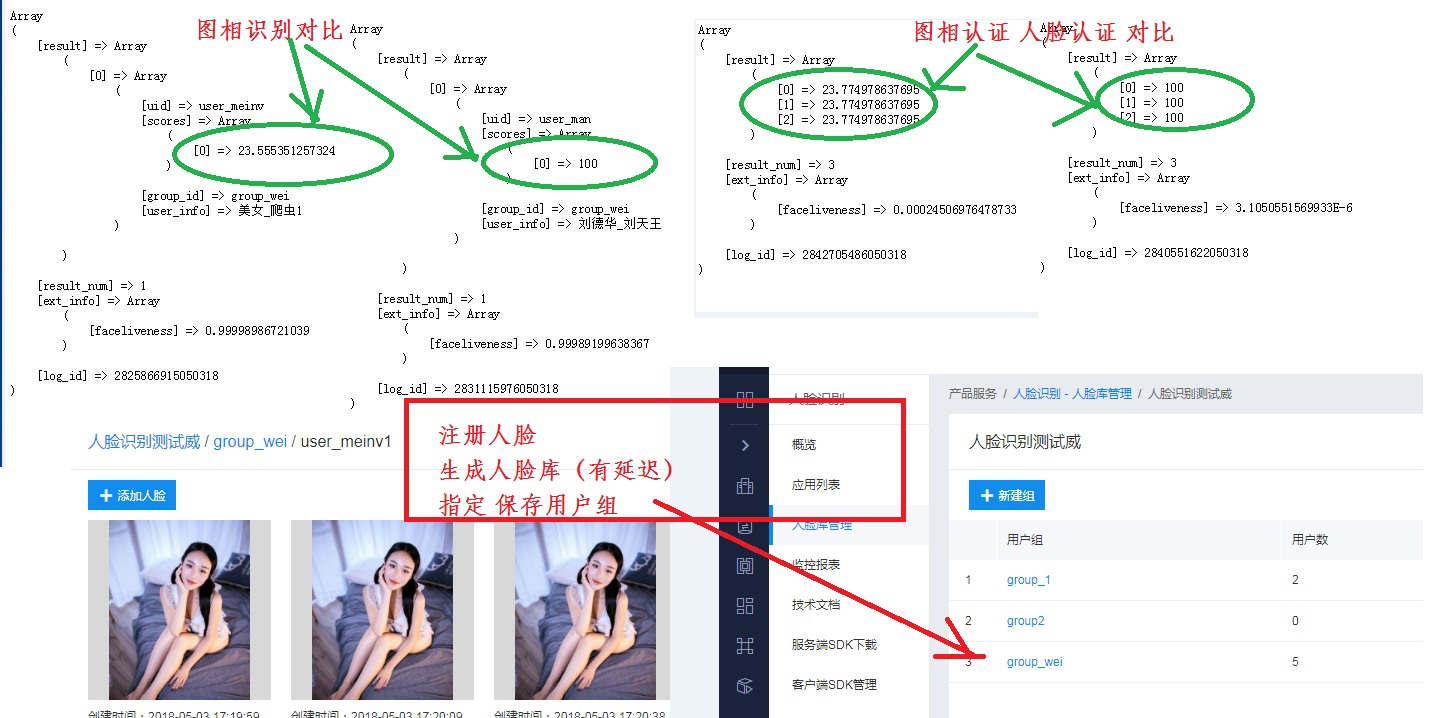 图相识别对比
Array
(
[result] => Array
(
[0] => Array
(
[uid] => user_meinv
[scores] => Array
(
[0] => 23.555351257324
)
[group_id] => group_wei
[user_info] => 美女_爬虫1
)
)
[result_num] => 1
[ext_info] => Array
(
[faceliveness] => 0.99998986721039
)
[log_id] => 2825866915050318
)
Array
(
[result] => Array
(
[0] => Array
(
[uid] => user_man
[scores] => Array
(
[0] => 100
)
[group_id] => group_wei
[user_info] => 刘德华_刘天王
)
)
[result_num] => 1
[ext_info] => Array
(
[faceliveness] => 0.99989199638367
)
[log_id] => 2831115976050318
)
图相认证 人脸认证 对比
Array
(
[result] => Array
(
[0] => 23.774978637695
[1] => 23.774978637695
[2] => 23.774978637695
)
[result_num] => 3
[ext_info] => Array
(
[faceliveness] => 0.00024506976478733
)
[log_id] => 2842705486050318
)
Array
(
[result] => Array
(
[0] => 100
[1] => 100
[2] => 100
)
[result_num] => 3
[ext_info] => Array
(
[faceliveness] => 3.1050551569933E-6
)
[log_id] => 2840551622050318
)
人脸识别测试威 / group_wei / user_meinv1
+ 添加人脸
创建时间：2018-05-03 17:19:59
创建时间：2018-05-03 17:20:09
创建时间：2018-05-03 17:20:38
注册人脸
生成人脸库（有延迟）
指定 保存用户组
人脸识别
概览
应用列表
人脸库管理
监控报表
技术文档
服务端SDK下载
客户端SDK管理
产品服务 / 人脸识别 - 人脸库管理 / 人脸识别测试威
人脸识别测试威
+ 新建组
用户组 用户数
1 group_1 2
2 group2 0
3 group_wei 5